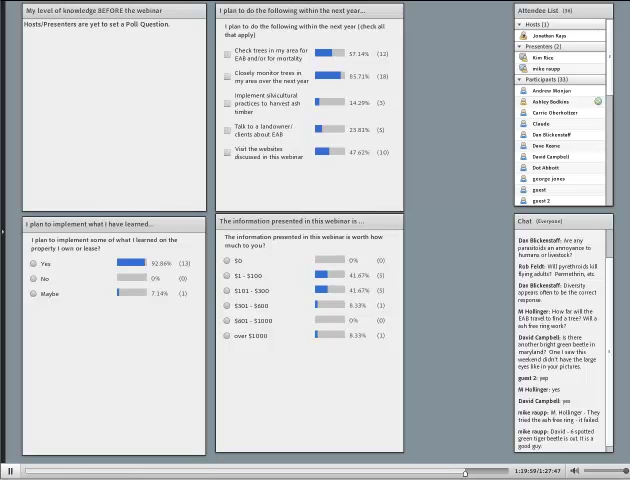 My level of knowledge BEFORE the webinar
Hosts/Presenters are yet to set a Poll Question.
I plan to do the following within the next year...
I plan to do the following within the next year (check all
that apply)
Check trees in my area for
EAB and/or for mortality
57.14% (12)
Closely monitor trees in
my area over the next year
85.71% (18)
Implement silvicultural
practices to harvest ash
timber
14.29% (3)
Talk to a landowner/
clients about EAB
23.81% (5)
Visit the websites
discussed in this webinar
47.62% (10)
I plan to implement what I have learned...
I plan to implement some of what I learned on the
property I own or lease?
Yes 92.86% (13)
No 0% (0)
Maybe 7.14% (1)
The information presented in this webinar is ...
The information presented in this webinar is worth how
much to you?
$0 0% (0)
$1 - $100 41.67% (5)
$101 - $300 41.67% (5)
$301 - $600 8.33% (1)
$601 - $1000 0% (0)
over $1000 8.33% (1)
Attendee List (36)
Hosts (1)
Jonathan Kays
Presenters (2)
Kim Rice
mike raupp
Participants (33)
Andrew Monjan
Ashley Bodkins
Carrie Oberholtzer
Claude
Dan Blickenstaff
Dave Keane
David Campbell
Dot Abbott
george jones
guest
guest 2
Chat (Everyone)
Dan Blickenstaff: Are any
parasitoids an annoyance to
humans or livestock?
Rob Feldt: Will pyrethroids kill
flying adults? Permethin, etc.
Dan Blickenstaff: Diversity
appears often to be the correct
response.
M Hollinger: How far will the
EAB travel to find a tree? Will a
ash free ring work?
David Campbell: is there
another bright green beetle in
maryland? One I saw this
weekend didn't have the large
eyes like in your pictures.
guest 2: yep
M Hollinger: yes
David Campbell: yes
mike raupp: M. Hollinger - They
tried the ash free ring - it failed.
mike raupp: David - 6 spotted
green tiger beetle is out. It is a
good guy.
1:19:59/1:27:47